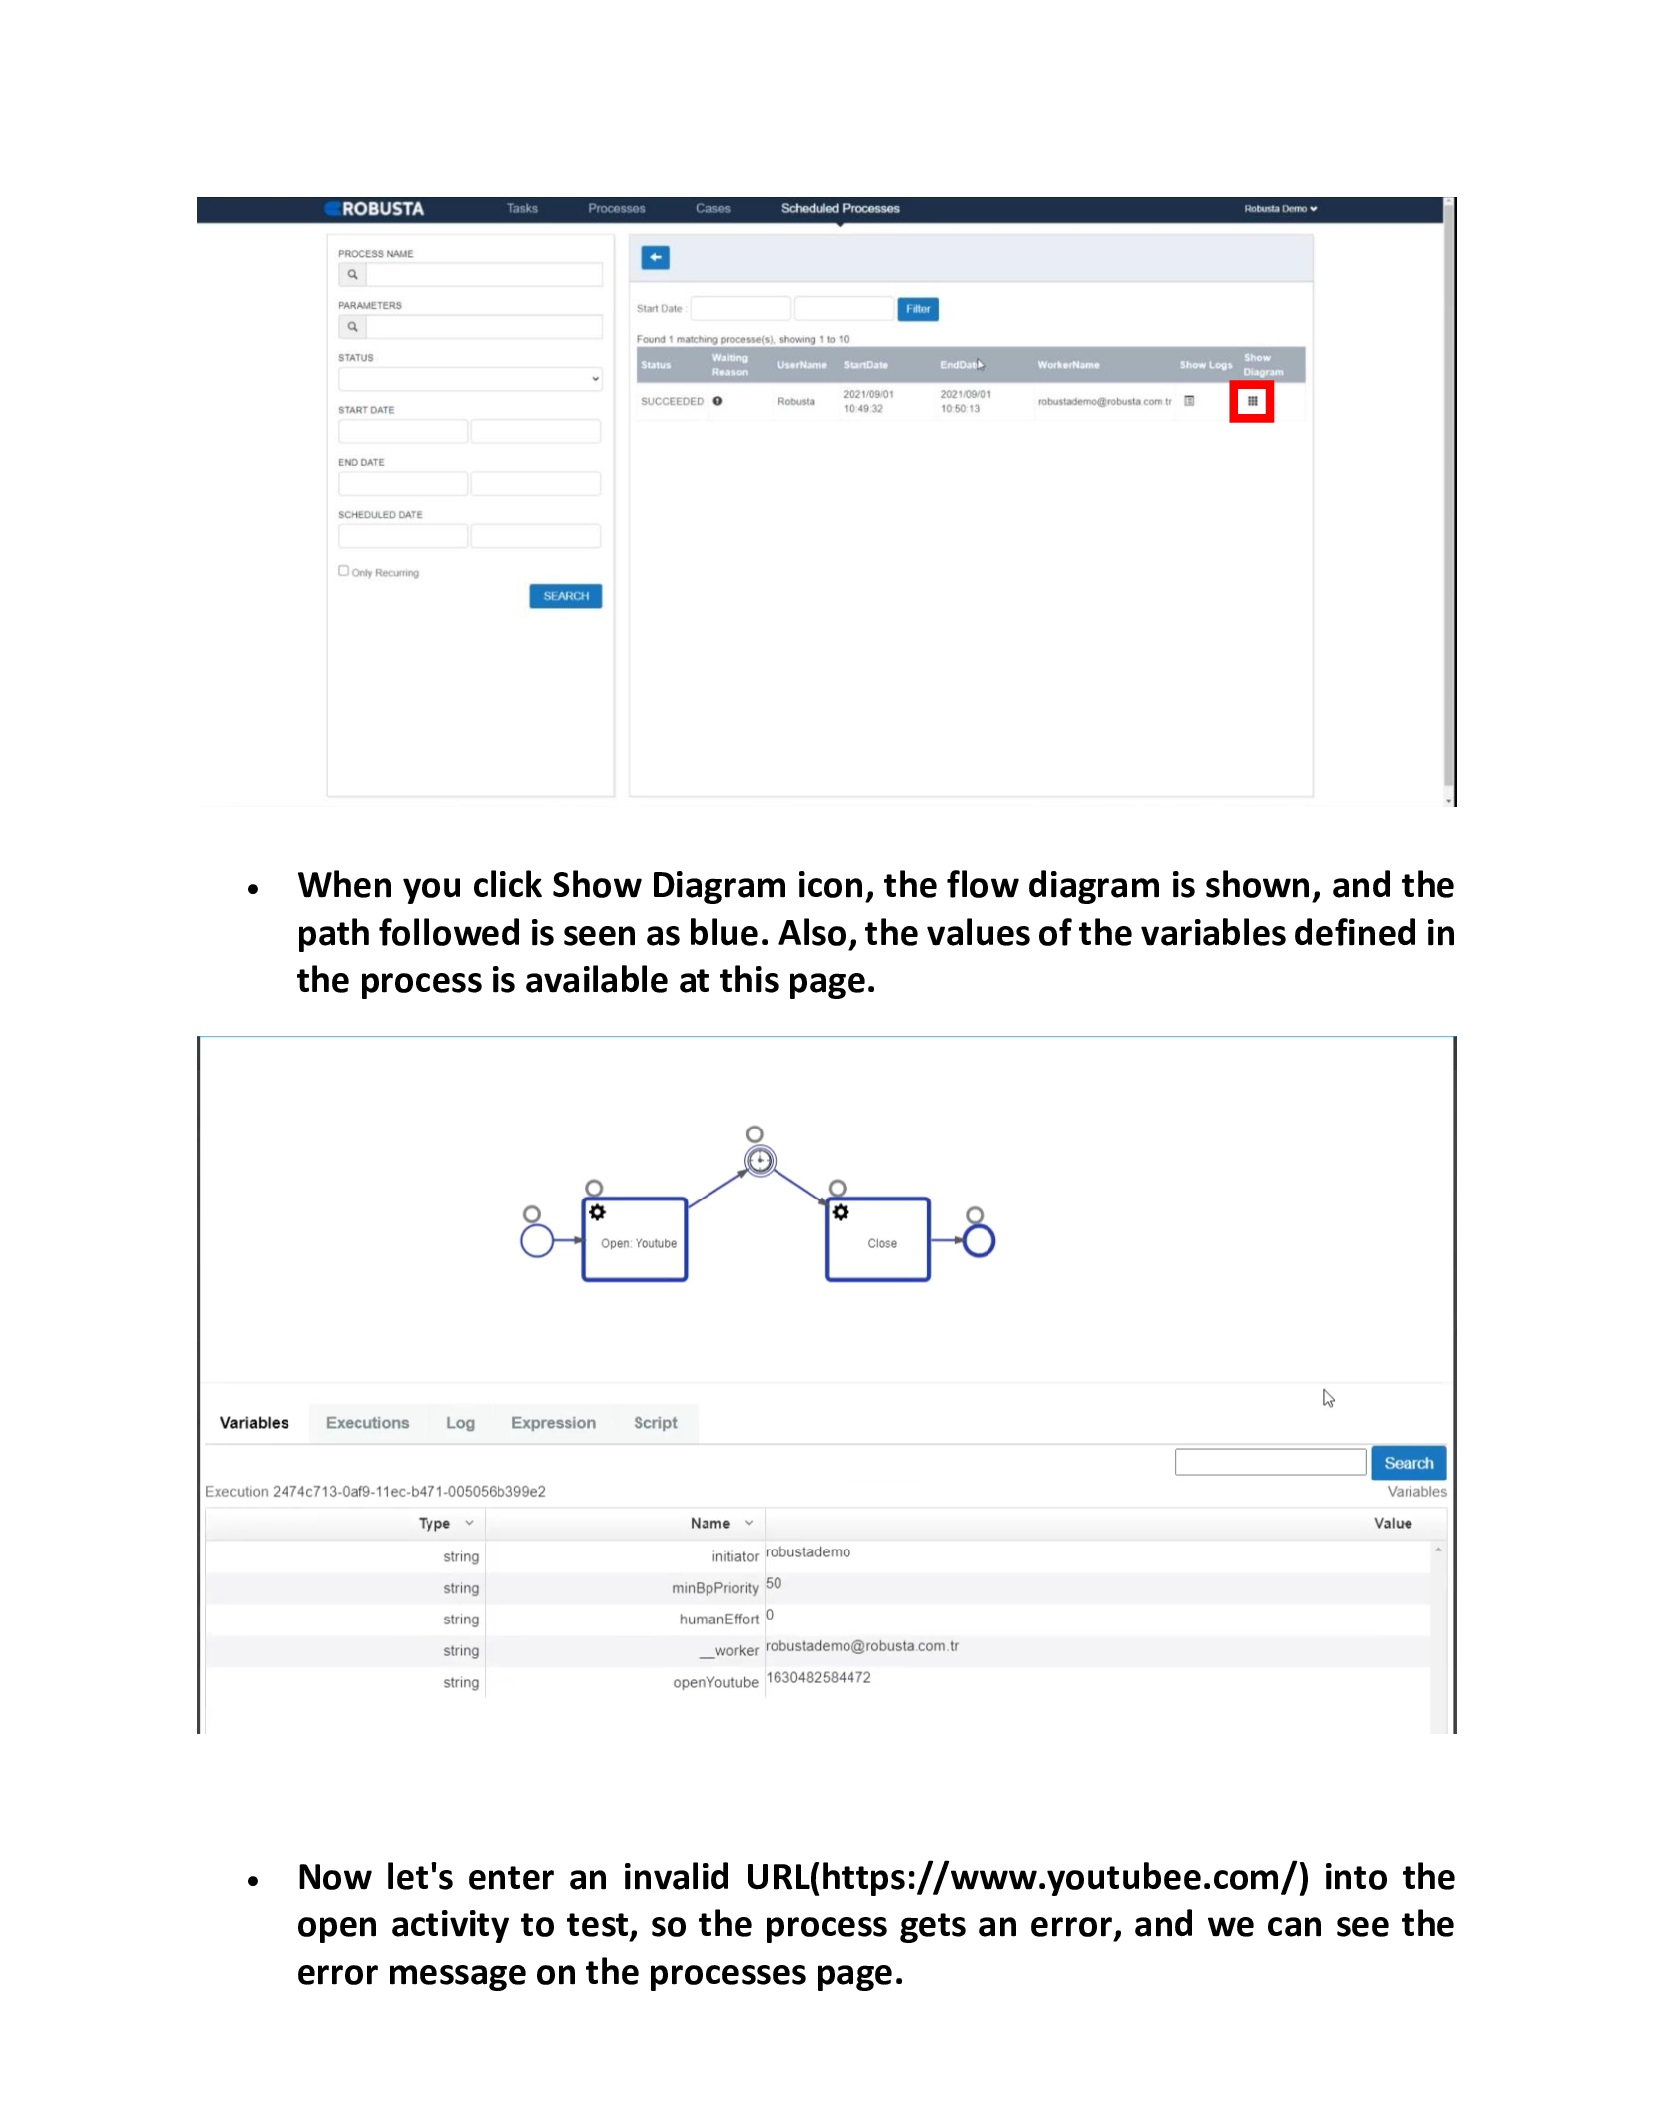 ROBUSTA Tasks Processes Cases Scheduled Processes Robusta Demo
PROCESS NAME
PARAMETERS
STATUS
START DATE
END DATE
SCHEDULED DATE
Only Recurring
SEARCH
Start Date : Filter
Found 1 matching processe(s), showing 1 to 10
Status Waiting Reason UserName StartDate EndDate WorkerName Show Logs Show Diagram
SUCCEEDED Robusta 2021/09/01 10:49:32 2021/09/01 10:50:13 robustademo@robusta.com.tr
• When you click Show Diagram icon, the flow diagram is shown, and the
path followed is seen as blue. Also, the values of the variables defined in
the process is available at this page.
Open: Youtube
Close
Variables Executions Log Expression Script
Search
Execution 2474c713-0af9-11ec-b471-005056b399e2 Variables
Type Name Value
string initiator robustademo
string minBpPriority 50
string humanEffort 0
string __worker robustademo@robusta.com.tr
string openYoutube 1630482584472
• Now let's enter an invalid URL(https://www.youtubee.com/) into the
open activity to test, so the process gets an error, and we can see the
error message on the processes page.